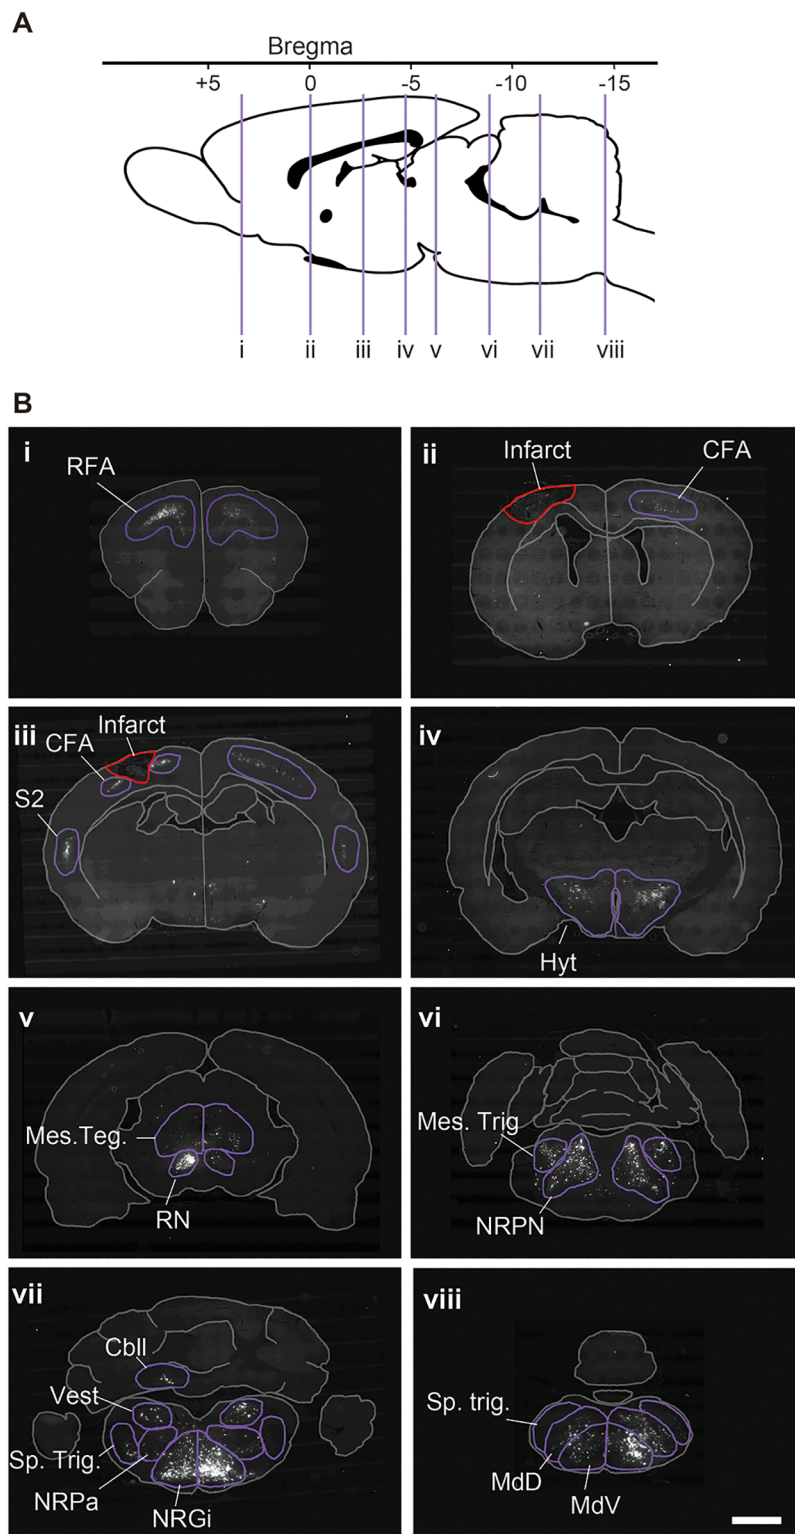 A
Bregma
+5 0 -5 -10 -15
i ii iii iv v vi vii viii
B
i
RFA
ii
Infarct
CFA
iii
Infarct
CFA
S2
iv
Hyt
v
Mes.Teg.
RN
vi
Mes. Trig
NRPN
vii
Cbll
Vest
Sp. Trig.
NRPa
NRGi
viii
Sp. trig.
MdD
MdV